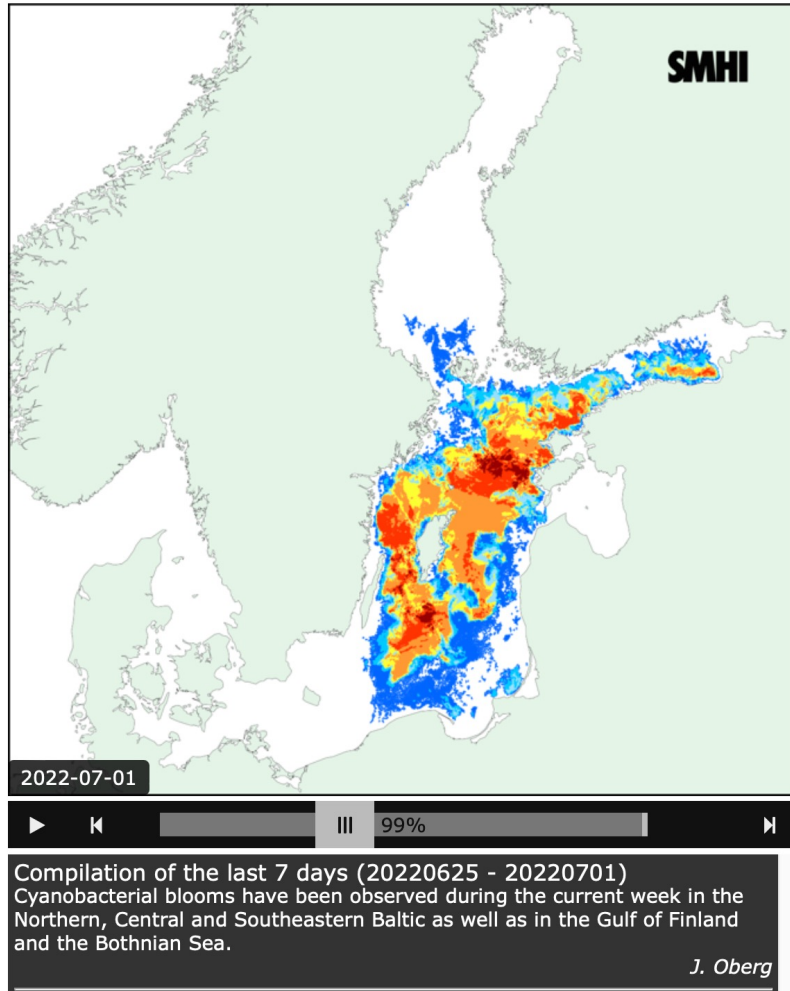 SMHI
2022-07-01
99%
Compilation of the last 7 days (20220625 - 20220701)
Cyanobacterial blooms have been observed during the current week in the
Northern, Central and Southeastern Baltic as well as in the Gulf of Finland
and the Bothnian Sea.
J. Oberg